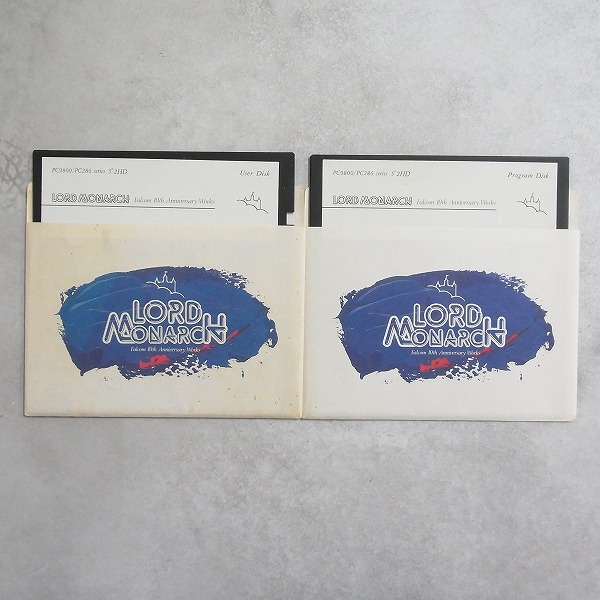 PC9800/PC286 series 5"2HD
User Disk
LORD MONARCH Falcom 10th Anniversary Works
LORD
MONARCH
Falcom 10th Anniversary Works
PC9800/PC286 series 5"2HD
Program Disk
LORD MONARCH Falcom 10th Anniversary Works
LORD
MONARCH
Falcom 10th Anniversary Works